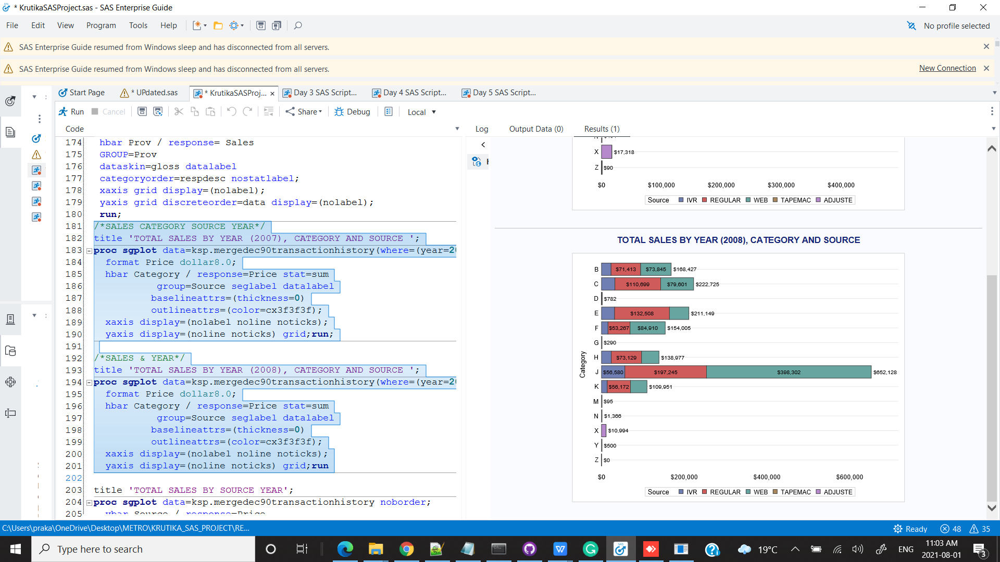 * KrutikaSASProject.sas - SAS Enterprise Guide
File Edit View Program Tools Help
No profile selected
SAS Enterprise Guide resumed from Windows sleep and has disconnected from all servers.
SAS Enterprise Guide resumed from Windows sleep and has disconnected from all servers.
New Connection
Start Page
* UPdated.sas
* KrutikaSASProj...
Day 3 SAS Script...
Day 4 SAS Script...
Day 5 SAS Script...
Run Cancel Share Debug Local
Code
174 hbar Prov / response= Sales
175 GROUP=Prov
176 dataskin=gloss datalabel
177 categoryorder=respdesc nostatlabel;
178 xaxis grid display=(nolabel);
179 yaxis grid discreteorder=data display=(nolabel);
180 run;
181 /*SALES CATEGORY SOURCE YEAR*/
182 title 'TOTAL SALES BY YEAR (2007), CATEGORY AND SOURCE ';
183 proc sgplot data=ksp.mergedec90transactionhistory(where=(year=2
184 format Price dollar8.0;
185 hbar Category / response=Price stat=sum
186 group=Source seglabel datalabel
187 baselineattrs=(thickness=0)
188 outlineattrs=(color=cx3f3f3f);
189 xaxis display=(nolabel noline noticks);
190 yaxis display=(noline noticks) grid;run;
191
192 /*SALES & YEAR*/
193 title 'TOTAL SALES BY YEAR (2008), CATEGORY AND SOURCE ';
194 proc sgplot data=ksp.mergedec90transactionhistory(where=(year=2
195 format Price dollar8.0;
196 hbar Category / response=Price stat=sum
197 group=Source seglabel datalabel
198 baselineattrs=(thickness=0)
199 outlineattrs=(color=cx3f3f3f);
200 xaxis display=(nolabel noline noticks);
201 yaxis display=(noline noticks) grid;run
202
203 title 'TOTAL SALES BY SOURCE YEAR';
204 proc sgplot data=ksp.mergedec90transactionhistory noborder;
205 vbar Source / response=Price
Log Output Data (0) Results (1)
X $17,318
Z $90
$0 $100,000 $200,000 $300,000 $400,000
Source IVR REGULAR WEB TAPEMAC ADJUSTE
TOTAL SALES BY YEAR (2008), CATEGORY AND SOURCE
Category
B $71,413 $73,845 $168,427
C $110,699 $79,601 $222,725
D $782
E $132,508 $211,149
F $53,267 $84,910 $154,005
G $290
H $73,129 $138,977
J $56,580 $197,245 $398,302 $652,128
K $56,172 $109,951
M $95
N $1,366
X $10,994
Y $500
Z $0
$0 $200,000 $400,000 $600,000
Source IVR REGULAR WEB TAPEMAC ADJUSTE
C:\Users\praka\OneDrive\Desktop\METRO\KRUTIKA_SAS_PROJECT\RE...
Ready 48 35
Type here to search
19°C
ENG
11:03 AM
2021-08-01
3